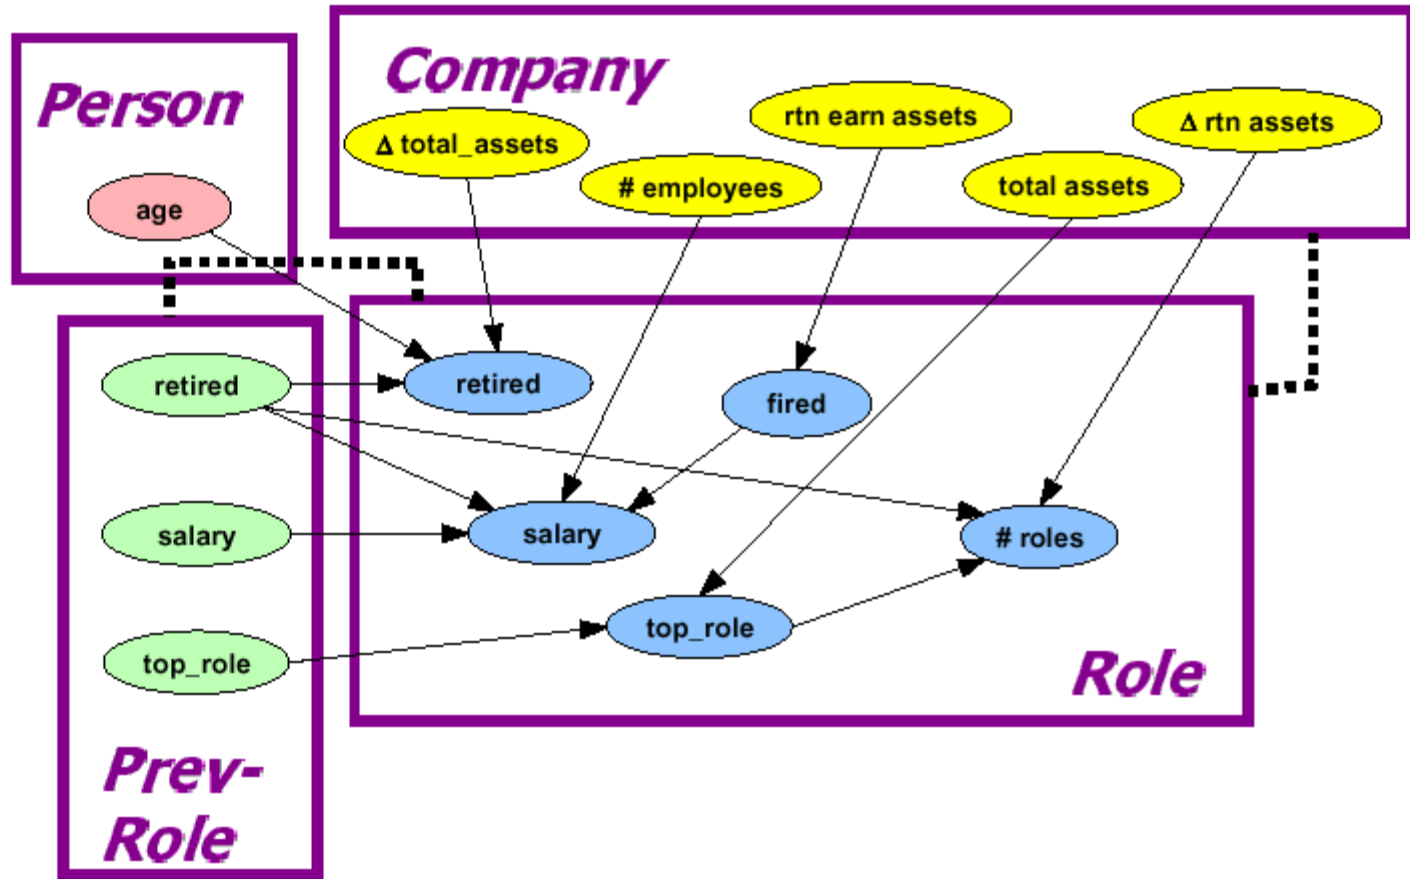 Person
age
Company
Δ total_assets
# employees
rtn earn assets
total assets
Δ rtn assets
retired
salary
top_role
Prev-
Role
retired
fired
salary
# roles
top_role
Role